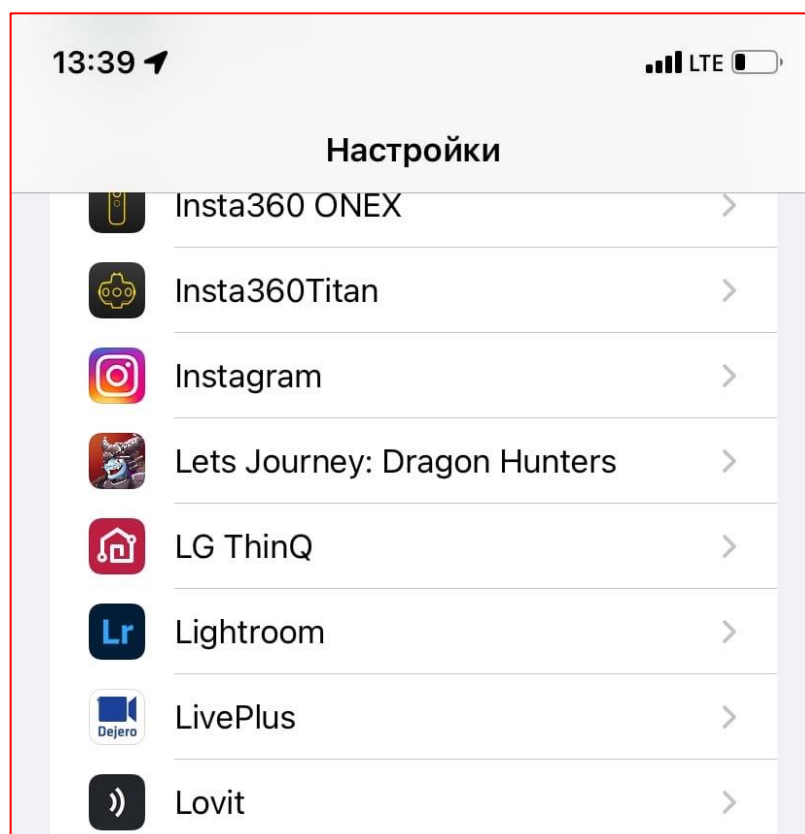 13:39
LTE
Настройки
Insta360 ONEX
Insta360Titan
Instagram
Lets Journey: Dragon Hunters
LG ThinQ
Lr
Lightroom
Dejero
LivePlus
Lovit